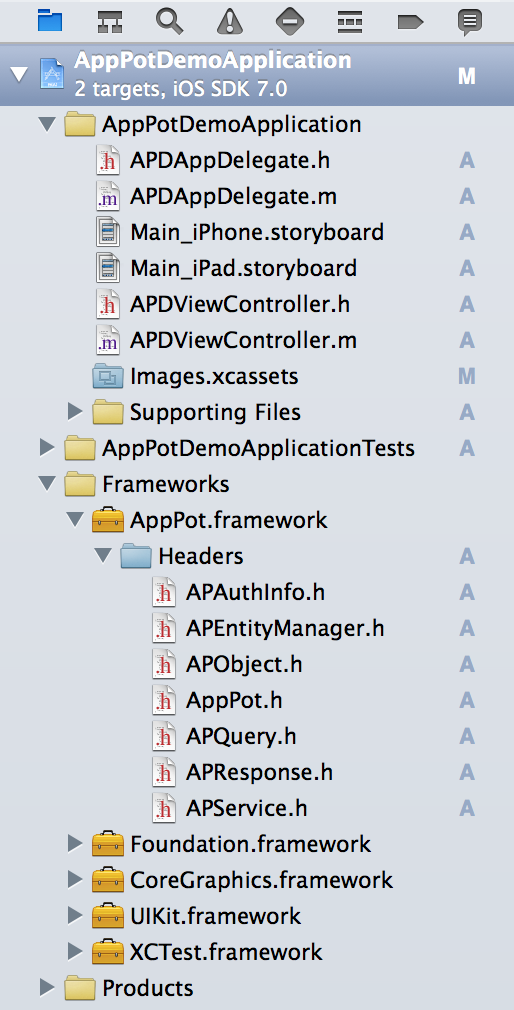 AppPotDemoApplication
2 targets, iOS SDK 7.0 M
AppPotDemoApplication
APDAppDelegate.h A
APDAppDelegate.m A
Main_iPhone.storyboard A
Main_iPad.storyboard A
APDViewController.h A
APDViewController.m A
Images.xcassets M
Supporting Files A
AppPotDemoApplicationTests A
Frameworks
AppPot.framework
Headers A
APAuthInfo.h A
APEntityManager.h A
APObject.h A
AppPot.h A
APQuery.h A
APResponse.h A
APService.h A
Foundation.framework
CoreGraphics.framework
UIKit.framework
XCTest.framework
Products